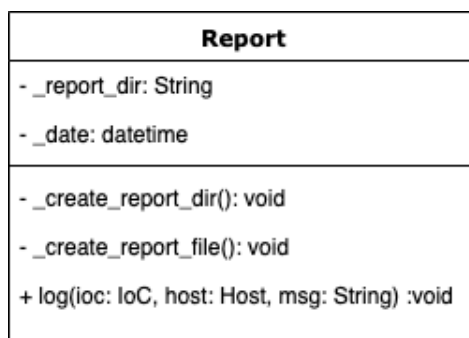 Report
- _report_dir: String
- _date: datetime
- _create_report_dir(): void
- _create_report_file(): void
+ log(ioc: IoC, host: Host, msg: String) :void